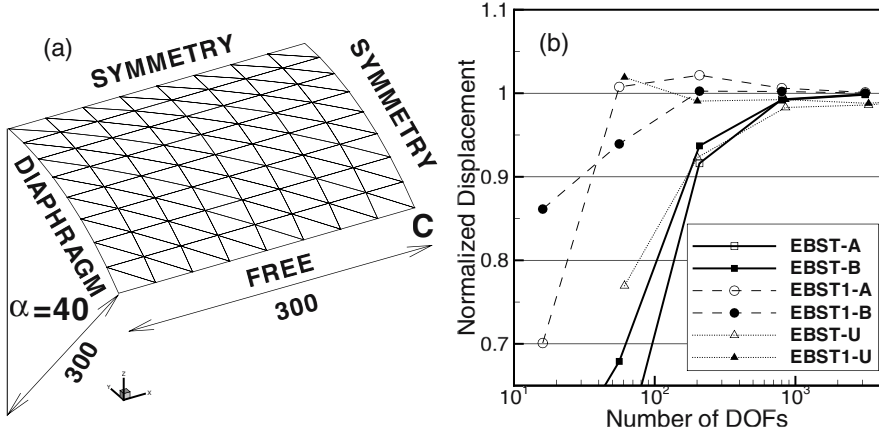 (a)
SYMMETRY
SYMMETRY
DIAPHRAGM
α=40
300
FREE
300
C
Z
Y
X
(b)
Normalized Displacement
1.1
1
0.9
0.8
0.7
EBST-A
EBST-B
EBST1-A
EBST1-B
EBST-U
EBST1-U
10¹
10²
10³
Number of DOFs